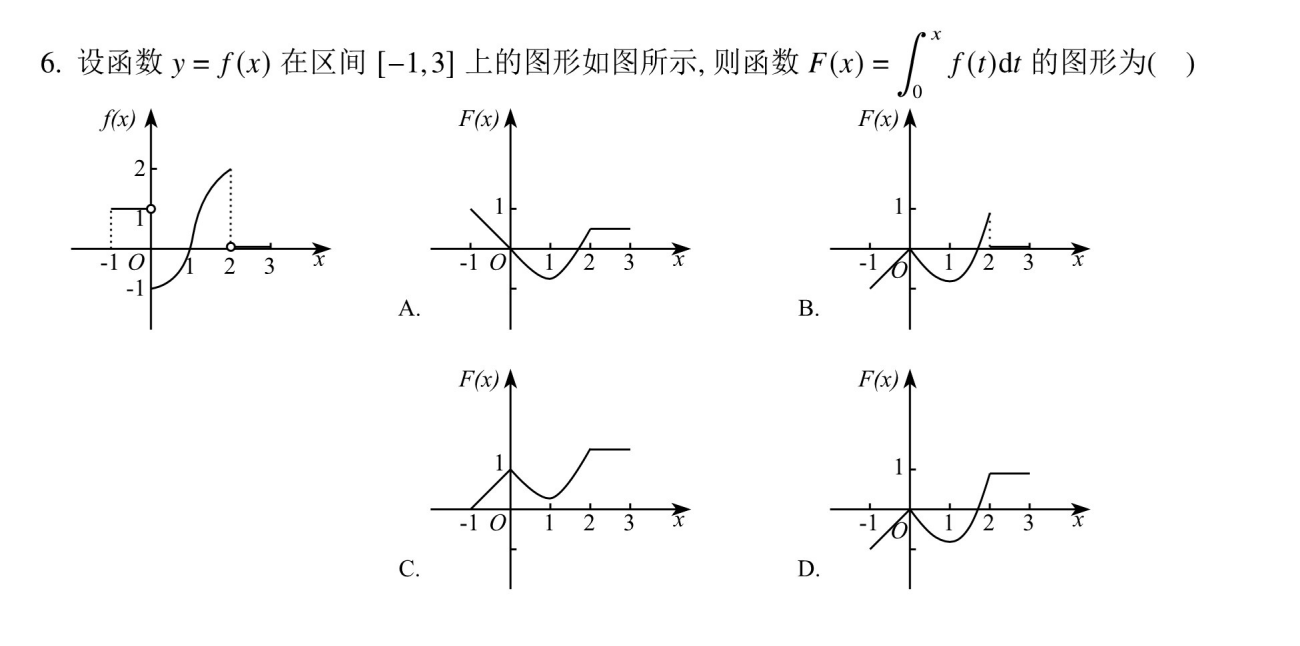 6. 设函数 y = f(x) 在区间 [−1,3] 上的图形如图所示, 则函数 F(x) = ∫₀ˣ f(t)dt 的图形为(　)
f(x)
2
1
-1 O 1 2 3 x
-1
F(x)
1
-1 O 1 2 3 x
A.
F(x)
1
-1 O 1 2 3 x
B.
F(x)
1
-1 O 1 2 3 x
C.
F(x)
1
-1 O 1 2 3 x
D.